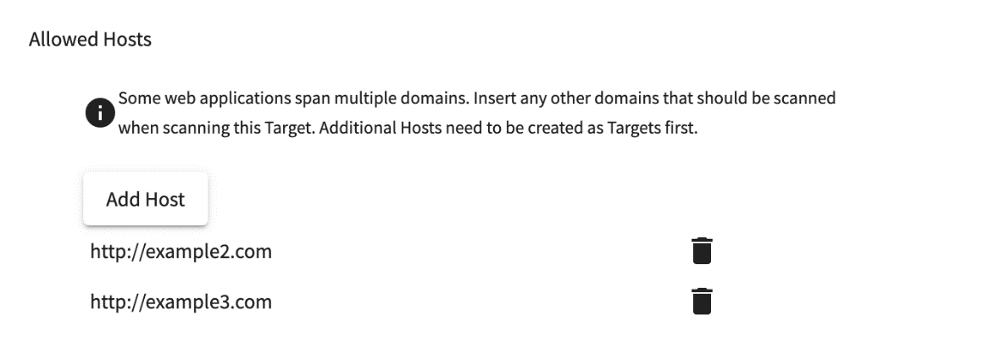 Allowed Hosts
Some web applications span multiple domains. Insert any other domains that should be scanned
when scanning this Target. Additional Hosts need to be created as Targets first.
Add Host
http://example2.com
http://example3.com